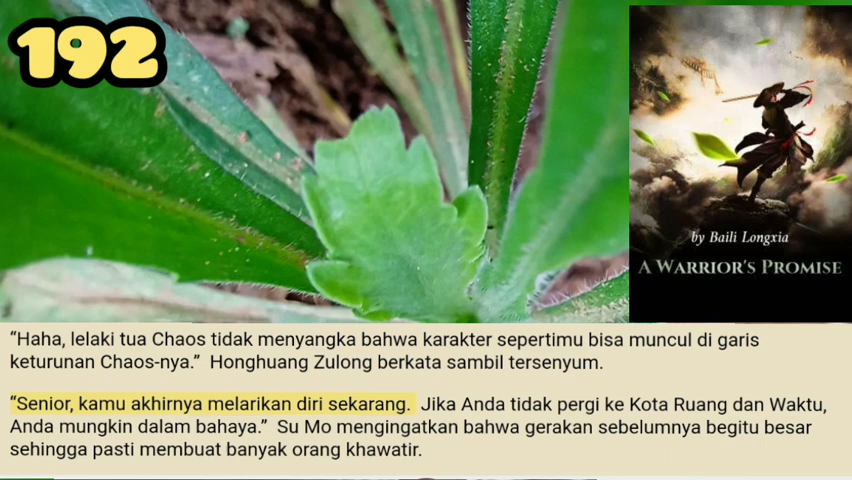 192
by Baili Longxia
A WARRIOR'S PROMISE
“Haha, lelaki tua Chaos tidak menyangka bahwa karakter sepertimu bisa muncul di garis
keturunan Chaos-nya.” Honghuang Zulong berkata sambil tersenyum.
“Senior, kamu akhirnya melarikan diri sekarang. Jika Anda tidak pergi ke Kota Ruang dan Waktu,
Anda mungkin dalam bahaya.” Su Mo mengingatkan bahwa gerakan sebelumnya begitu besar
sehingga pasti membuat banyak orang khawatir.